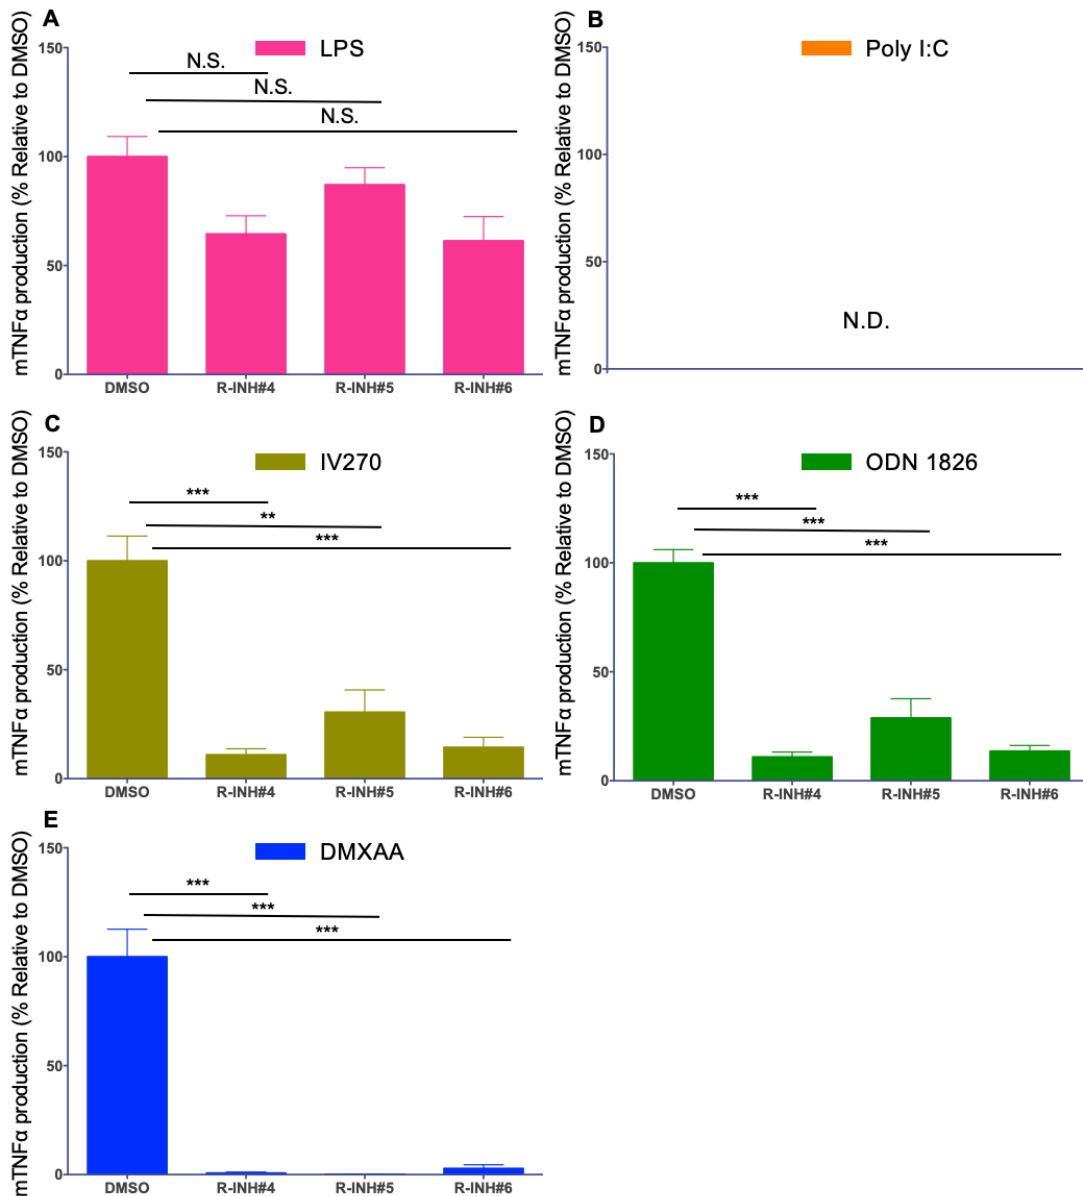 A
LPS
mTNFα production (% Relative to DMSO)
150
100
50
0
N.S.
N.S.
N.S.
DMSO R-INH#4 R-INH#5 R-INH#6
B
Poly I:C
mTNFα production (% Relative to DMSO)
150
100
50
0
N.D.
C
IV270
mTNFα production (% Relative to DMSO)
150
100
50
0
***
**
***
DMSO R-INH#4 R-INH#5 R-INH#6
D
ODN 1826
mTNFα production (% Relative to DMSO)
150
100
50
0
***
***
***
DMSO R-INH#4 R-INH#5 R-INH#6
E
DMXAA
mTNFα production (% Relative to DMSO)
150
100
50
0
***
***
***
DMSO R-INH#4 R-INH#5 R-INH#6